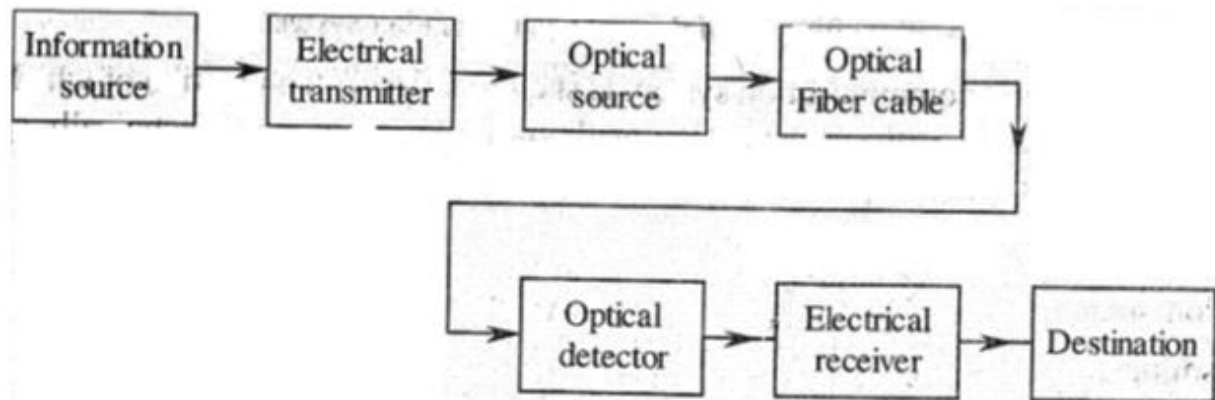 Information
source
Electrical
transmitter
Optical
source
Optical
Fiber cable
Optical
detector
Electrical
receiver
Destination